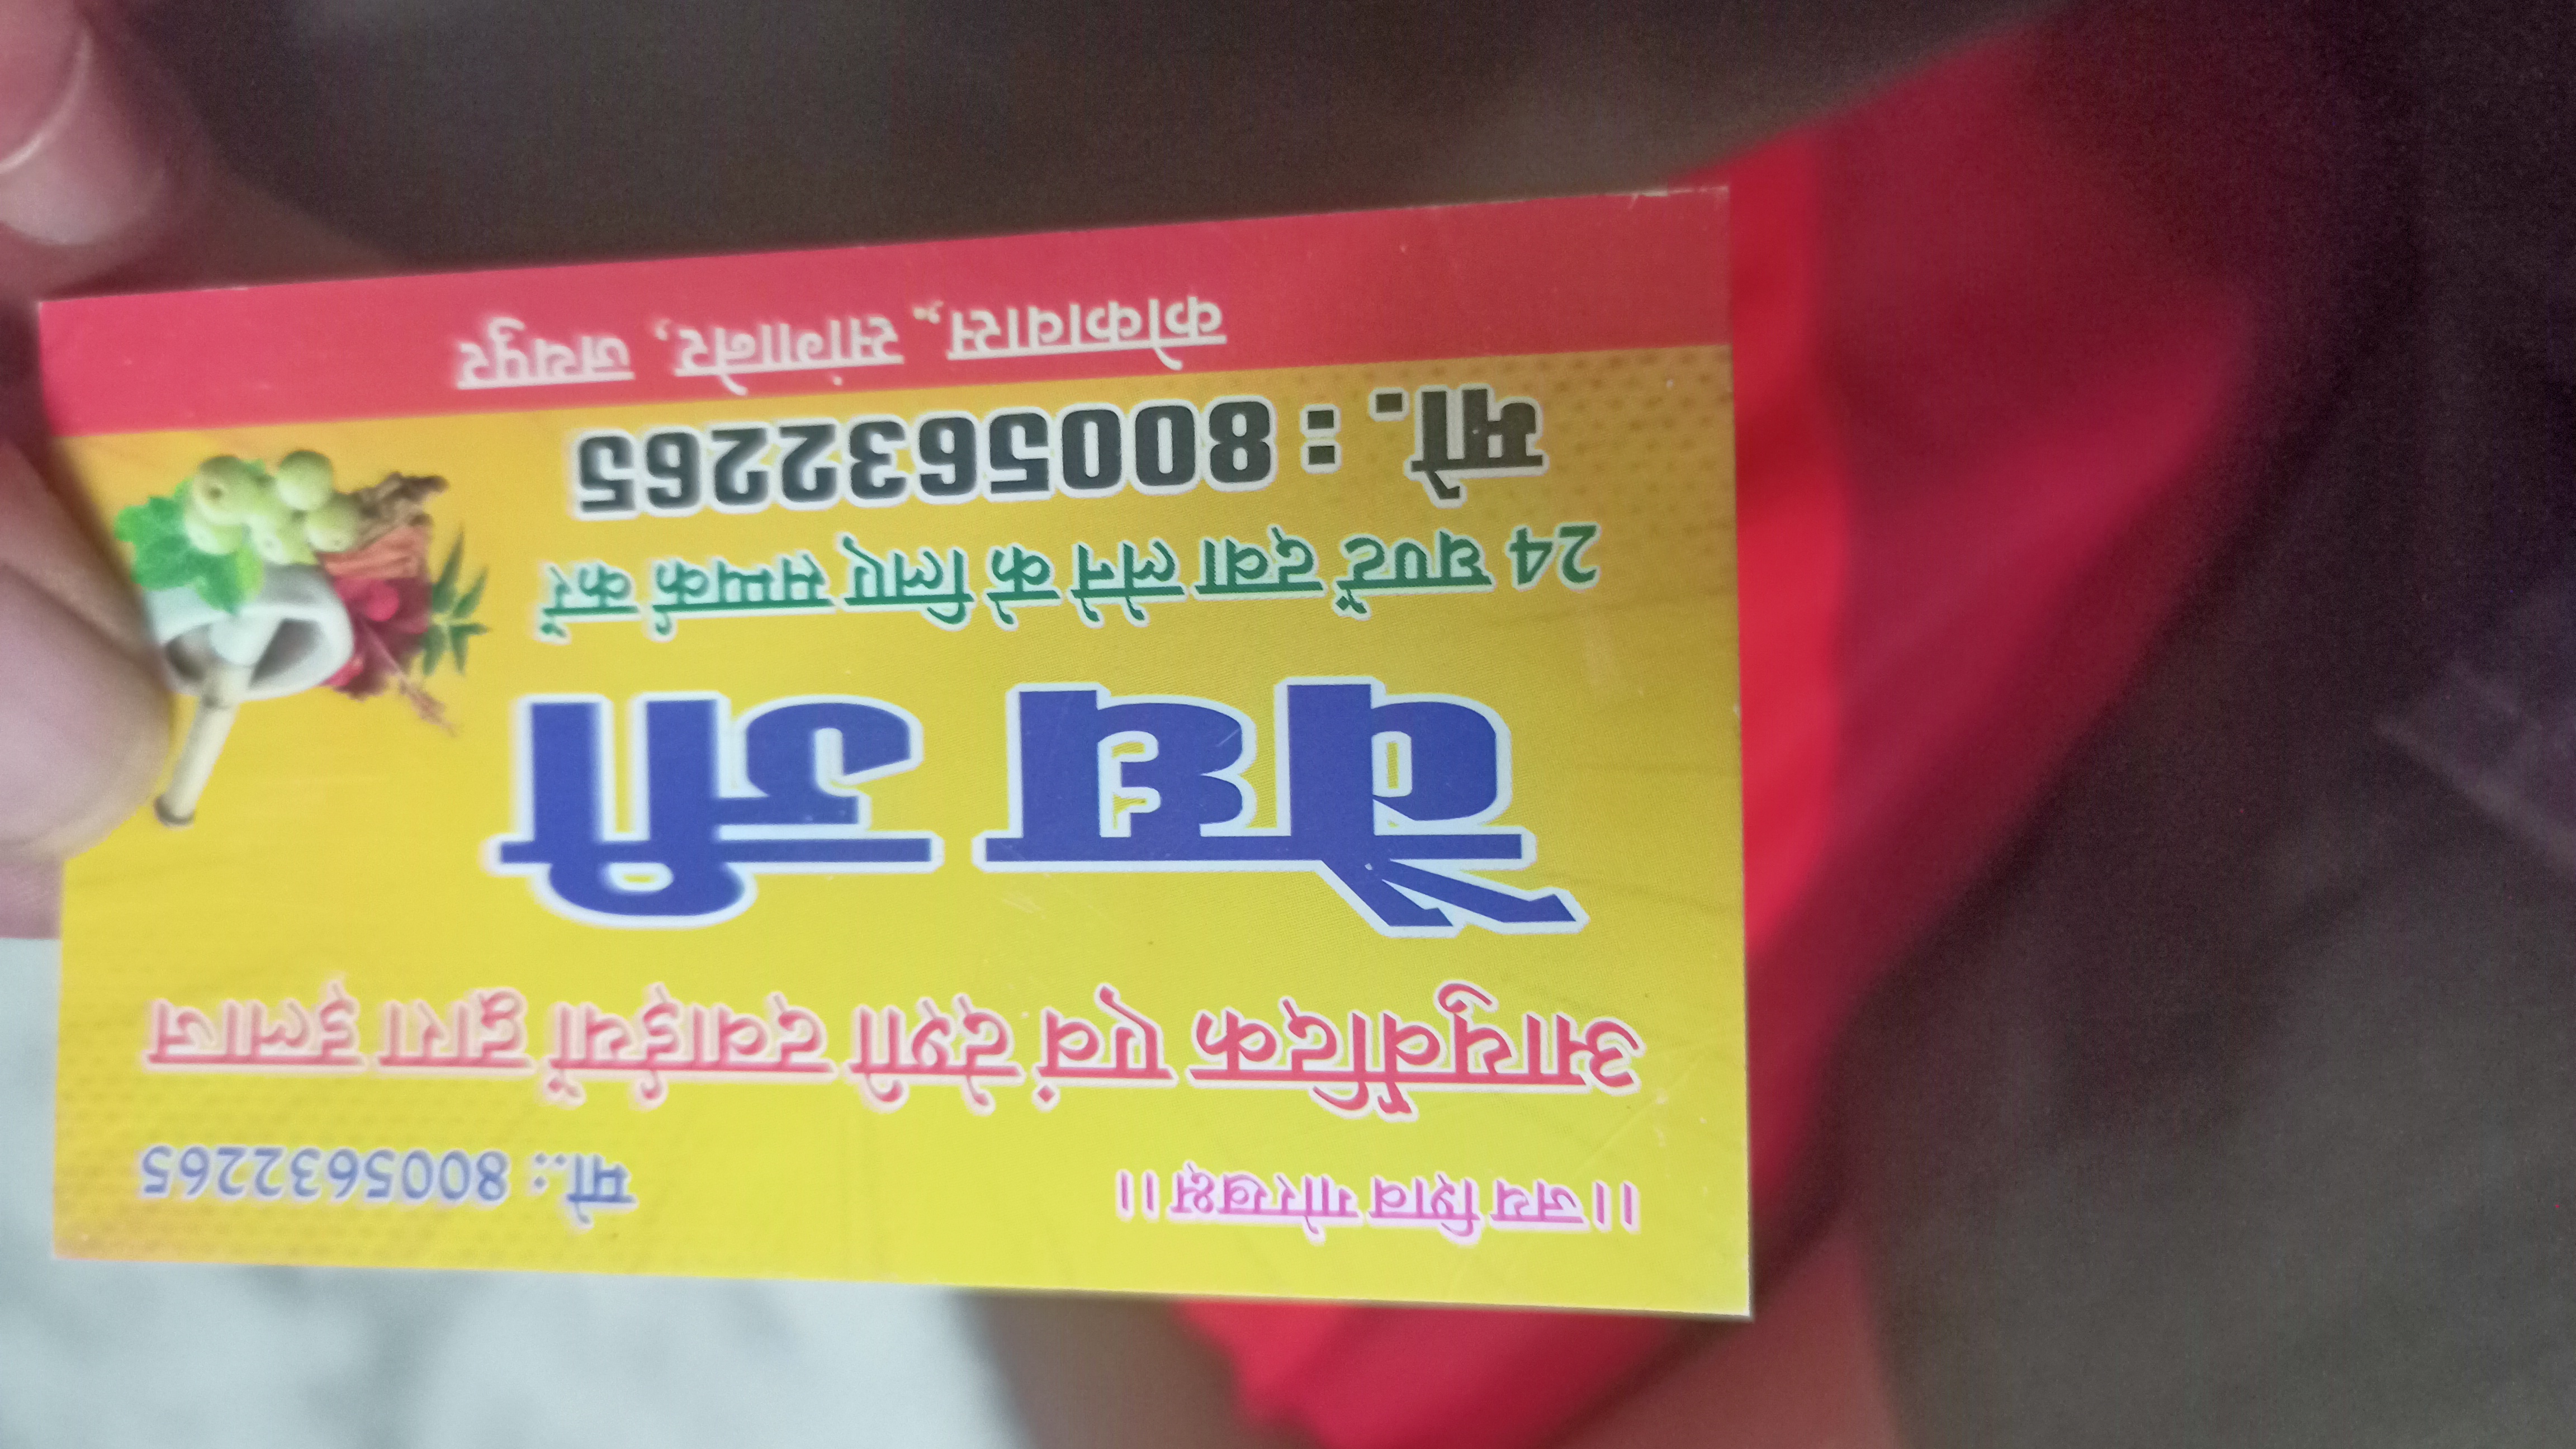 ।। जय शिव गोरखक्ष ।।
मो.: 8005632265
आयुर्वेदिक एवं देशी दवाईयों द्वारा इलाज
वैध जी
24 घण्टें दवा लेने के लिए सम्पर्क करें
मो. : 8005632265
कोकावास,, सांगानेर, जयपुर